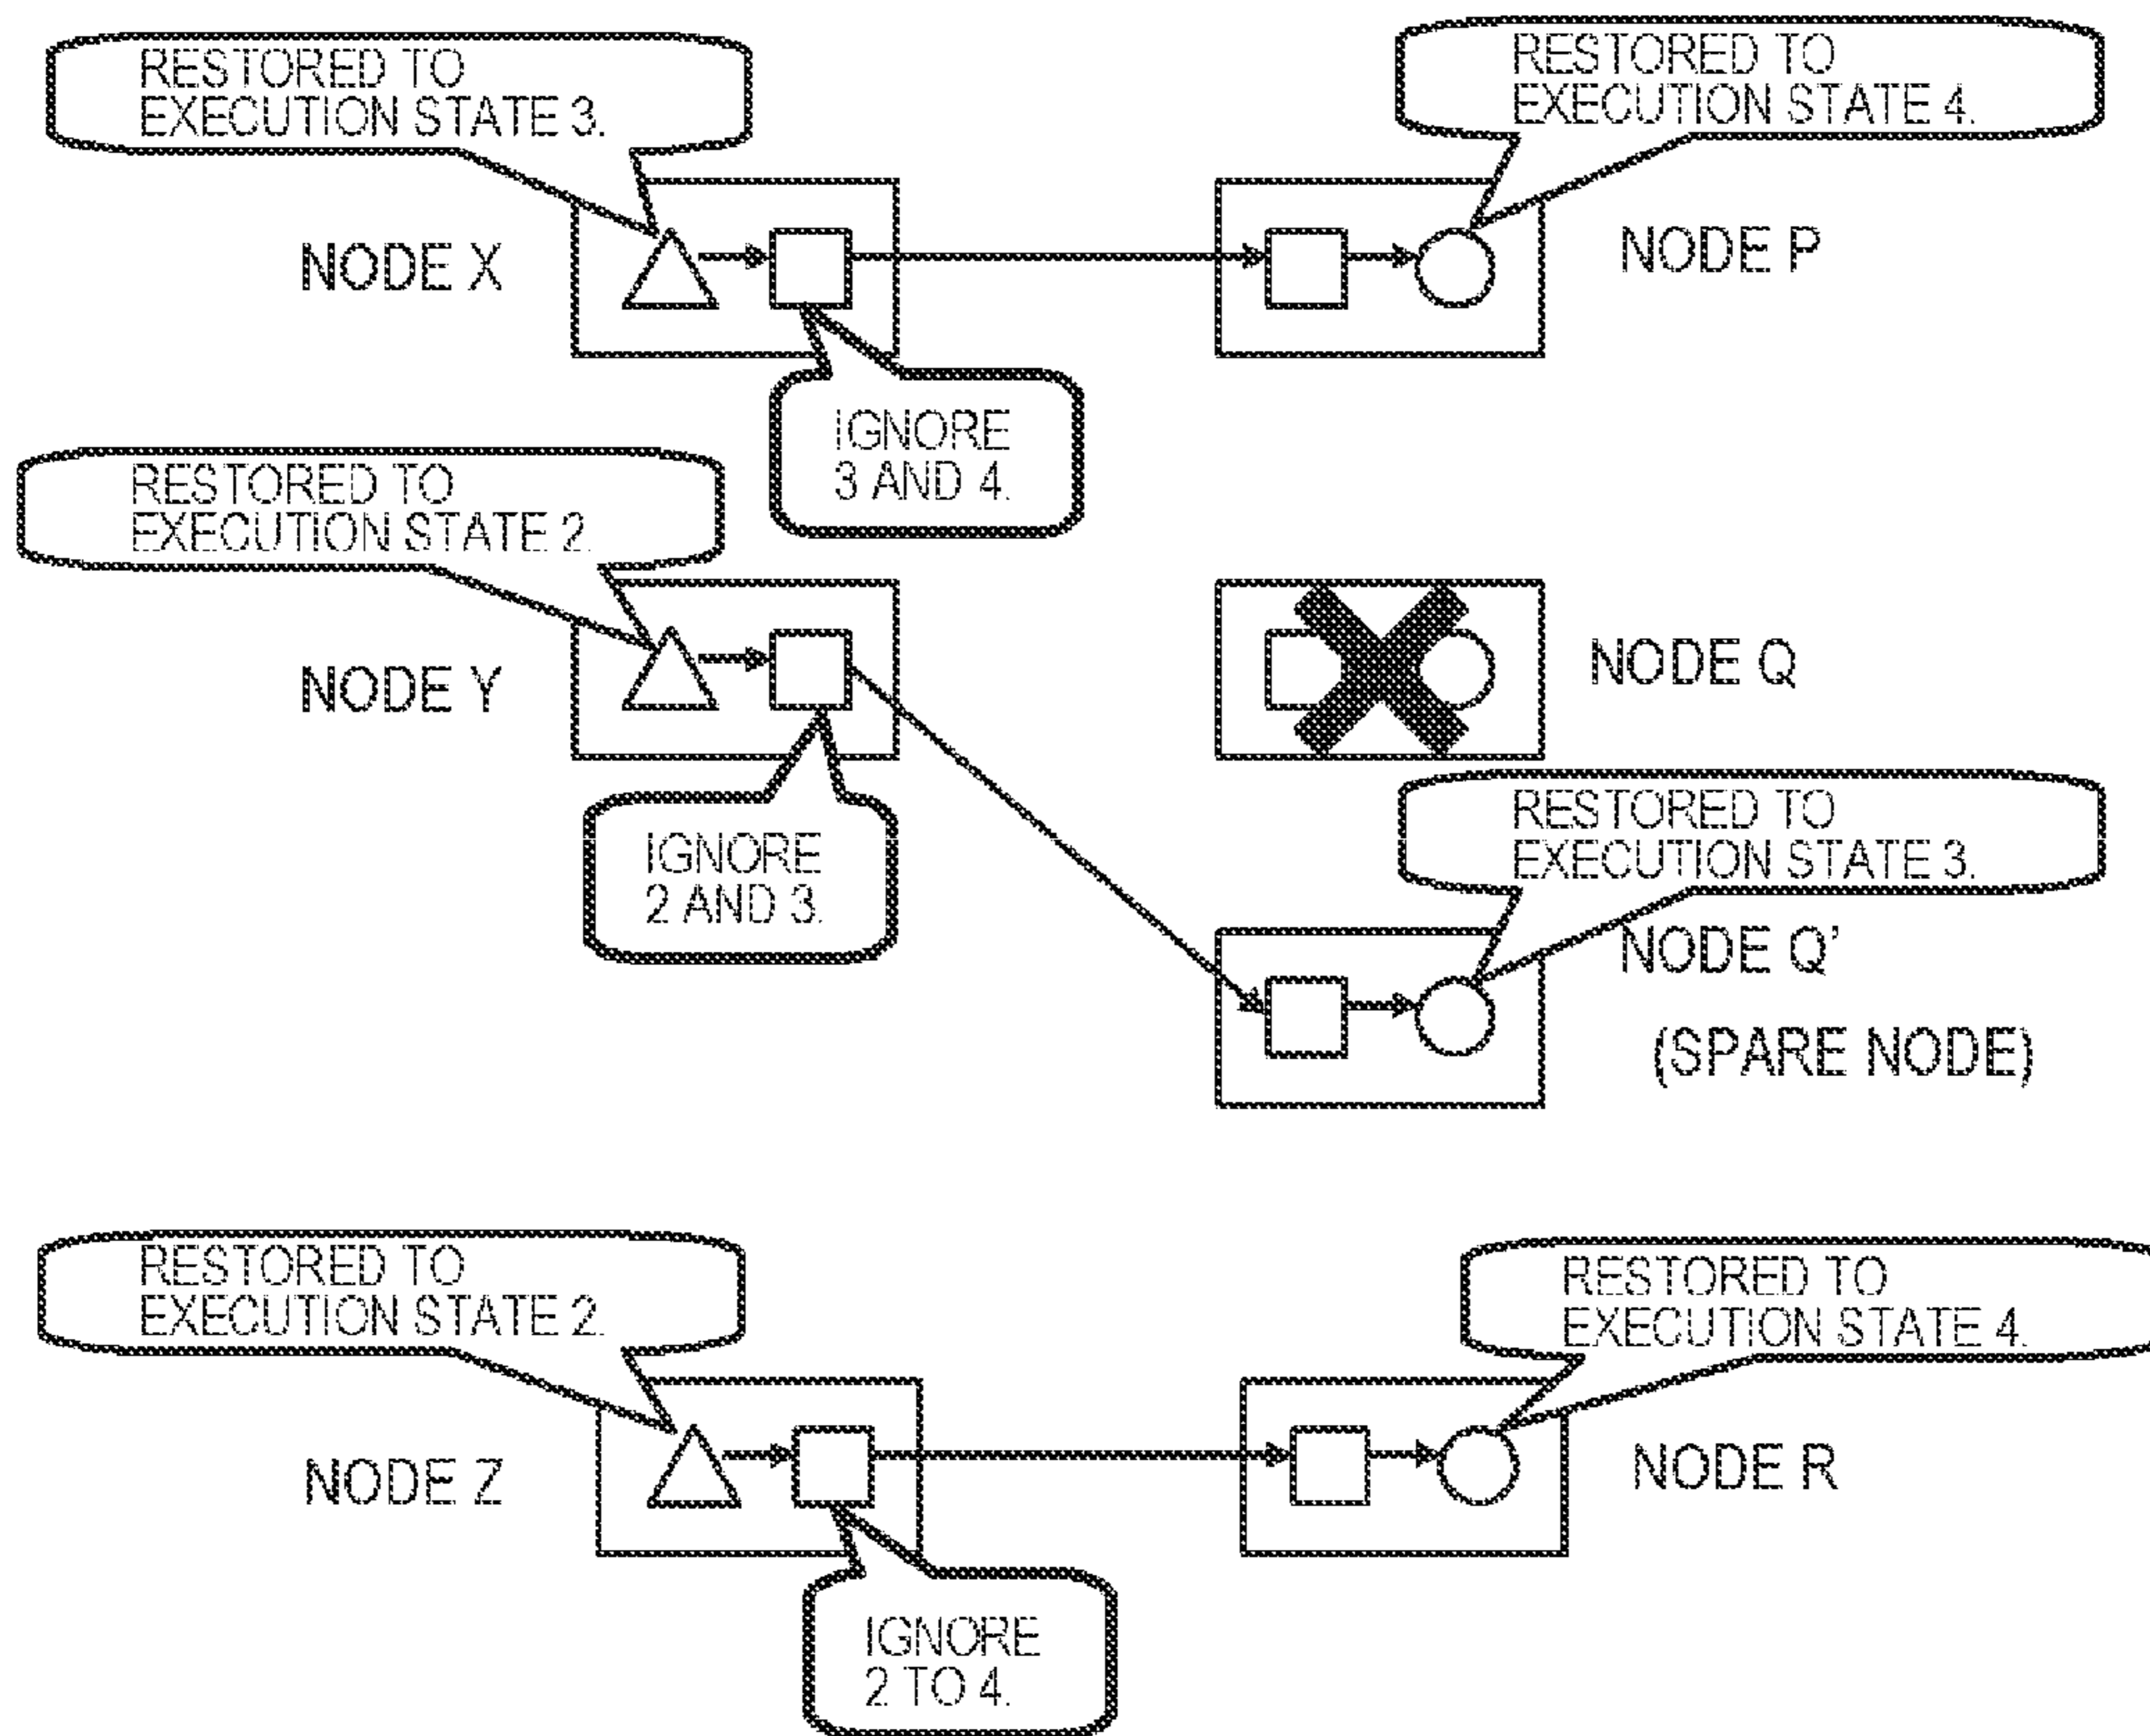 RESTORED TO
EXECUTION STATE 3.
RESTORED TO
EXECUTION STATE 4.
NODE X
NODE P
IGNORE
3 AND 4.
RESTORED TO
EXECUTION STATE 2.
NODE Y
NODE Q
IGNORE
2 AND 3.
RESTORED TO
EXECUTION STATE 3.
NODE Q'
(SPARE NODE)
RESTORED TO
EXECUTION STATE 2.
RESTORED TO
EXECUTION STATE 4.
NODE Z
NODE R
IGNORE
2 TO 4.